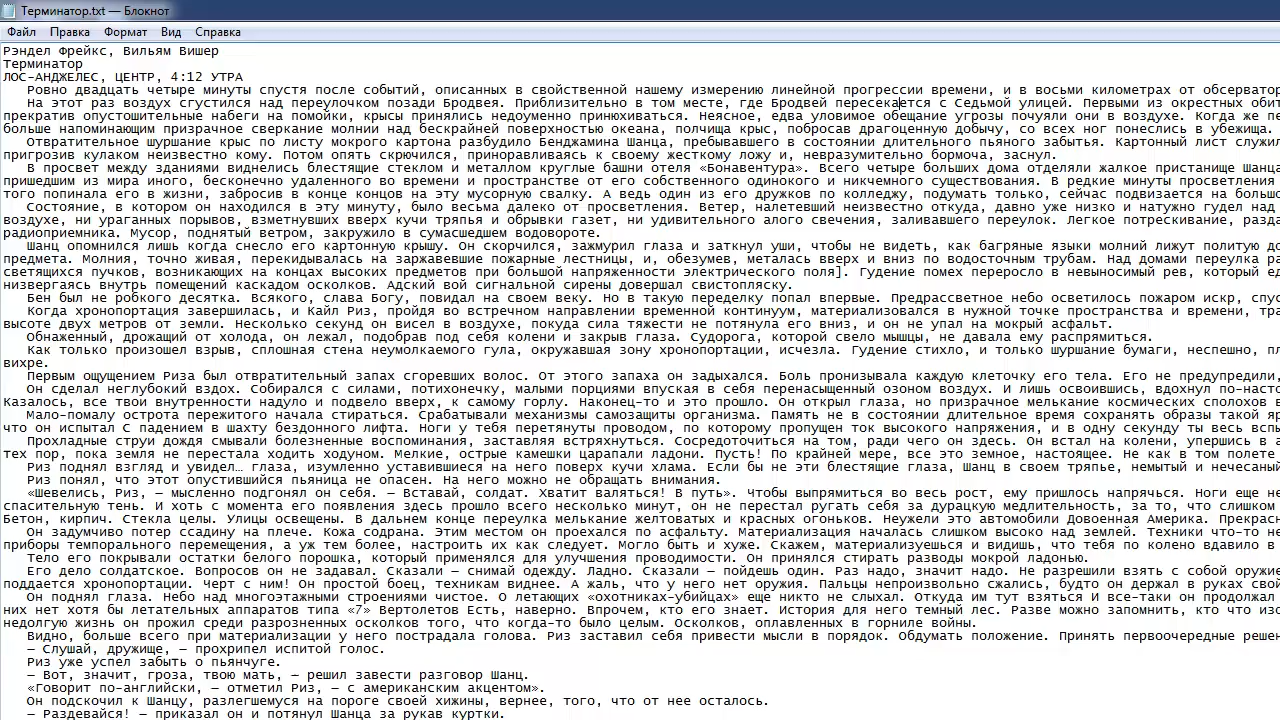 Терминатор.txt — Блокнот
Файл Правка Формат Вид Справка
Рэндел Фрейкс, Вильям Вишер
Терминатор
ЛОС-АНДЖЕЛЕС, ЦЕНТР, 4:12 УТРА
Ровно двадцать четыре минуты спустя после событий, описанных в свойственной нашему измерению линейной прогрессии времени, и в восьми километрах от обсерватор
На этот раз воздух сгустился над переулочком позади Бродвея. Приблизительно в том месте, где Бродвей пересекается с Седьмой улицей. Первыми из окрестных обит
прекратив опустошительные набеги на помойки, крысы принялись недоуменно принюхиваться. Неясное, едва уловимое обещание угрозы почуяли они в воздухе. Когда же пе
больше напоминающим призрачное сверкание молнии над бескрайней поверхностью океана, полчища крыс, побросав драгоценную добычу, со всех ног понеслись в убежища.
Отвратительное шуршание крыс по листу мокрого картона разбудило Бенджамина Шанца, пребывавшего в состоянии длительного пьяного забытья. Картонный лист служил
пригрозив кулаком неизвестно кому. Потом опять скрючился, приноравливаясь к своему жесткому ложу и, невразумительно бормоча, заснул.
В просвет между зданиями виднелись блестящие стеклом и металлом круглые башни отеля «Бонавентура». Всего четыре больших дома отделяли жалкое пристанище Шанца
пришедшим из мира иного, бесконечно удаленного во времени и пространстве от его собственного одинокого и никчемного существования. В редкие минуты просветления
того попинала его в жизни, забросив в конце концов на эту мусорную свалку. А ведь один из его дружков по колледжу, подумать только, сейчас подвизается на большо
Состояние, в котором он находился в эту минуту, было весьма далеко от просветления. Ветер, налетевший неизвестно откуда, давно уже низко и натужно гудел над
воздухе, ни ураганных порывов, взметнувших вверх кучи тряпья и обрывки газет, ни удивительного алого свечения, заливавшего переулок. Легкое потрескивание, разда
радиоприемника. Мусор, поднятый ветром, закружило в сумасшедшем водовороте.
Шанц опомнился лишь когда снесло его картонную крышу. Он скорчился, зажмурил глаза и заткнул уши, чтобы не видеть, как багряные языки молний лижут политую до
предмета. Молния, точно живая, перекидывалась на заржавевшие пожарные лестницы, и, обезумев, металась вверх и вниз по водосточным трубам. Над домами переулка ра
светящихся пучков, возникающих на концах высоких предметов при большой напряженности электрического поля]. Гудение помех переросло в невыносимый рев, который ед
низвергаясь внутрь помещений каскадом осколков. Адский вой сигнальной сирены довершал свистопляску.
Бен был не робкого десятка. Всякого, слава Богу, повидал на своем веку. Но в такую переделку попал впервые. Предрассветное небо осветилось пожаром искр, спус
Когда хронопортация завершилась, и Кайл Риз, пройдя во встречном направлении временной континуум, материализовался в нужной точке пространства и времени, тра
высоте двух метров от земли. Несколько секунд он висел в воздухе, покуда сила тяжести не потянула его вниз, и он не упал на мокрый асфальт.
Обнаженный, дрожащий от холода, он лежал, подобрав под себя колени и закрыв глаза. Судорога, которой свело мышцы, не давала ему распрямиться.
Как только произошел взрыв, сплошная стена неумолкаемого гула, окружавшая зону хронопортации, исчезла. Гудение стихло, и только шуршание бумаги, неспешно, пл
вихре.
Первым ощущением Риза был отвратительный запах сгоревших волос. От этого запаха он задыхался. Боль пронизывала каждую клеточку его тела. Его не предупредили,
Он сделал неглубокий вздох. Собирался с силами, потихонечку, малыми порциями впуская в себя перенасыщенный озоном воздух. И лишь освоившись, вдохнул по-насто
Казалось, все твои внутренности надуло и подвело вверх, к самому горлу. Наконец-то и это прошло. Он открыл глаза, но призрачное мелькание космических сполохов в
Мало-помалу острота пережитого начала стираться. Срабатывали механизмы самозащиты организма. Память не в состоянии длительное время сохранять образы такой яр
что он испытал С падением в шахту бездонного лифта. Ноги у тебя перетянуты проводом, по которому пропущен ток высокого напряжения, и в одну секунду ты весь вспы
Прохладные струи дождя смывали болезненные воспоминания, заставляя встряхнуться. Сосредоточиться на том, ради чего он здесь. Он встал на колени, упершись в а
тех пор, пока земля не перестала ходить ходуном. Мелкие, острые камешки царапали ладони. Пусть! По крайней мере, все это земное, настоящее. Не как в том полете
Риз поднял взгляд и увидел… глаза, изумленно уставившиеся на него поверх кучи хлама. Если бы не эти блестящие глаза, Шанц в своем тряпье, немытый и нечесаный
Риз понял, что этот опустившийся пьяница не опасен. На него можно не обращать внимания.
«Шевелись, Риз, — мысленно подгонял он себя. — Вставай, солдат. Хватит валяться! В путь». Чтобы выпрямиться во весь рост, ему пришлось напрячься. Ноги еще не
спасительную тень. И хоть с момента его появления здесь прошло всего несколько минут, он не перестал ругать себя за дурацкую медлительность, за то, что слишком
Бетон, кирпич. Стекла целы. Улицы освещены. В дальнем конце переулка мелькание желтоватых и красных огоньков. Неужели это автомобили Довоенная Америка. Прекрас
Он задумчиво потер ссадину на плече. Кожа содрана. Этим местом он проехал по асфальту. Материализация началась слишком высоко над землей. Техники что-то не
приборы темпорального перемещения, а уж тем более, настроить их как следует. Могло быть и хуже. Скажем, материализуешься и видишь, что тебя по колено вдавило в
Тело его покрывали остатки белого порошка, который применялся для улучшения проводимости. Он принялся стирать разводы мокрой ладонью.
Его дело солдатское. Вопросов он не задавал. Сказали — снимай одежду. Ладно. Сказали — пойдешь один. Раз надо, значит надо. Не разрешили взять с собой оружие
поддается хронопортации. Черт с ним! Он простой боец, техникам виднее. А жаль, что у него нет оружия. Пальцы непроизвольно сжались, будто он держал в руках свой
Он поднял глаза. Небо над многоэтажными строениями чистое. О летающих «охотниках-убийцах» еще никто не слыхал. Откуда им тут взяться И все-таки он продолжал
них нет хотя бы летательных аппаратов типа «7» Вертолетов Есть, наверно. Впрочем, кто его знает. История для него темный лес. Разве можно запомнить, кто что изо
недолгую жизнь он прожил среди разрозненных осколков того, что когда-то было целым. Осколков, оплавленных в горниле войны.
Видно, больше всего при материализации у него пострадала голова. Риз заставил себя привести мысли в порядок. Обдумать положение. Принять первоочередные решен
— Слушай, дружище, — прохрипел испитой голос.
Риз уже успел забыть о пьянчуге.
— Вот, значит, гроза, твою мать, — решил завести разговор Шанц.
«Говорит по-английски, — отметил Риз, — с американским акцентом».
Он подскочил к Шанцу, разлегшемуся на пороге своей хижины, вернее, того, что от нее осталось.
— Раздевайся! — приказал он и потянул Шанца за рукав куртки.